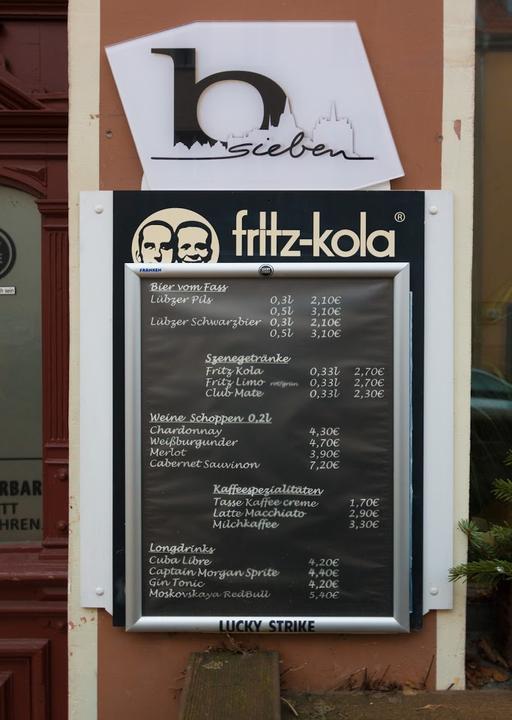 b
sieben
fritz-kola®
FRANKEN
Bier vom Fass
Lübzer Pils 0,3l 2,10€
0,5l 3,10€
Lübzer Schwarzbier 0,3l 2,10€
0,5l 3,10€
Szenegetränke
Fritz Kola 0,33l 2,70€
Fritz Limo rot/grün 0,33l 2,70€
Club Mate 0,33l 2,30€
Weine Schoppen 0,2l
Chardonnay 4,30€
Weißburgunder 4,70€
Merlot 3,90€
Cabernet Sauvinon 7,20€
Kaffeespezialitäten
Tasse Kaffee creme 1,70€
Latte Macchiato 2,90€
Milchkaffee 3,30€
Longdrinks
Cuba Libre 4,20€
Captain Morgan Sprite 4,40€
Gin Tonic 4,20€
Moskovskaya RedBull 5,40€
LUCKY STRIKE
RBAR
TT
HREN